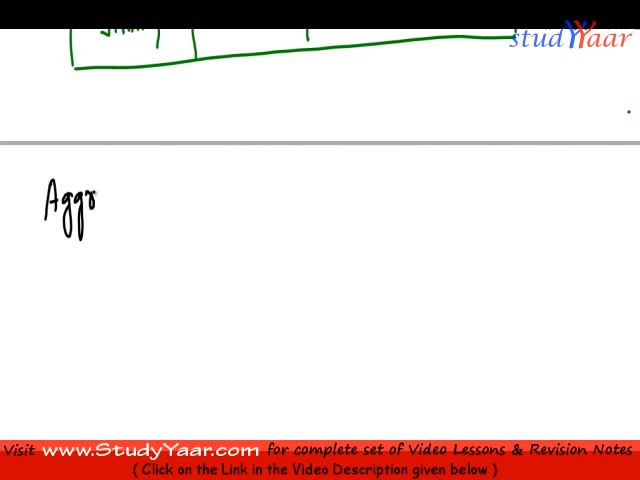 studYYaar
Aggr
Visit www.StudyYaar.com for complete set of Video Lessons & Revision Notes
( Click on the Link in the Video Description given below )